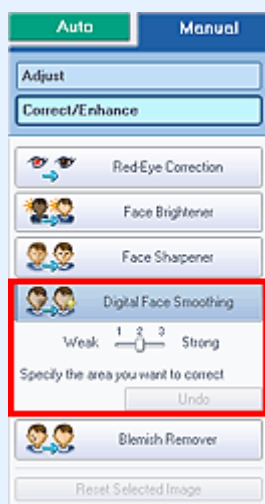 Auto Manual
Adjust
Correct/Enhance
Red-Eye Correction
Face Brightener
Face Sharpener
Digital Face Smoothing
1 2 3
Weak Strong
Specify the area you want to correct
Undo
Blemish Remover
Reset Selected Image